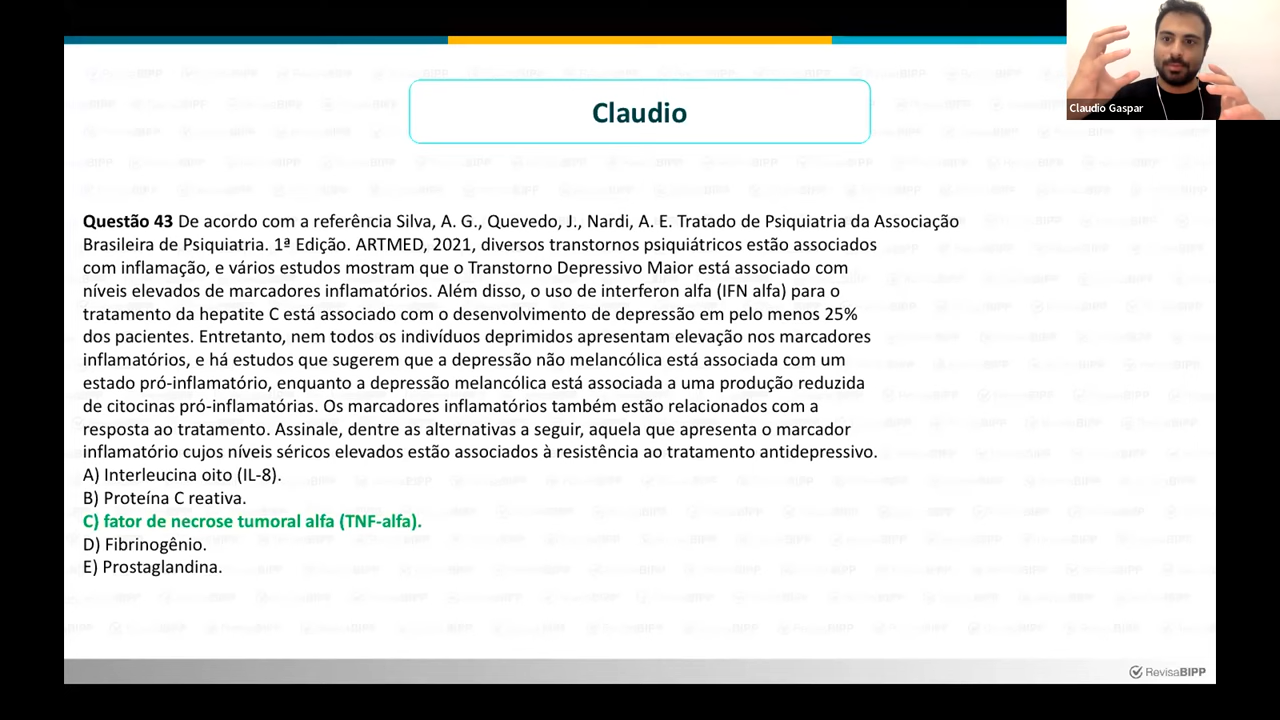 Claudio
Claudio Gaspar
Questão 43 De acordo com a referência Silva, A. G., Quevedo, J., Nardi, A. E. Tratado de Psiquiatria da Associação
Brasileira de Psiquiatria. 1ª Edição. ARTMED, 2021, diversos transtornos psiquiátricos estão associados
com inflamação, e vários estudos mostram que o Transtorno Depressivo Maior está associado com
níveis elevados de marcadores inflamatórios. Além disso, o uso de interferon alfa (IFN alfa) para o
tratamento da hepatite C está associado com o desenvolvimento de depressão em pelo menos 25%
dos pacientes. Entretanto, nem todos os indivíduos deprimidos apresentam elevação nos marcadores
inflamatórios, e há estudos que sugerem que a depressão não melancólica está associada com um
estado pró-inflamatório, enquanto a depressão melancólica está associada a uma produção reduzida
de citocinas pró-inflamatórias. Os marcadores inflamatórios também estão relacionados com a
resposta ao tratamento. Assinale, dentre as alternativas a seguir, aquela que apresenta o marcador
inflamatório cujos níveis séricos elevados estão associados à resistência ao tratamento antidepressivo.
A) Interleucina oito (IL-8).
B) Proteína C reativa.
C) fator de necrose tumoral alfa (TNF-alfa).
D) Fibrinogênio.
E) Prostaglandina.
RevisaBIPP